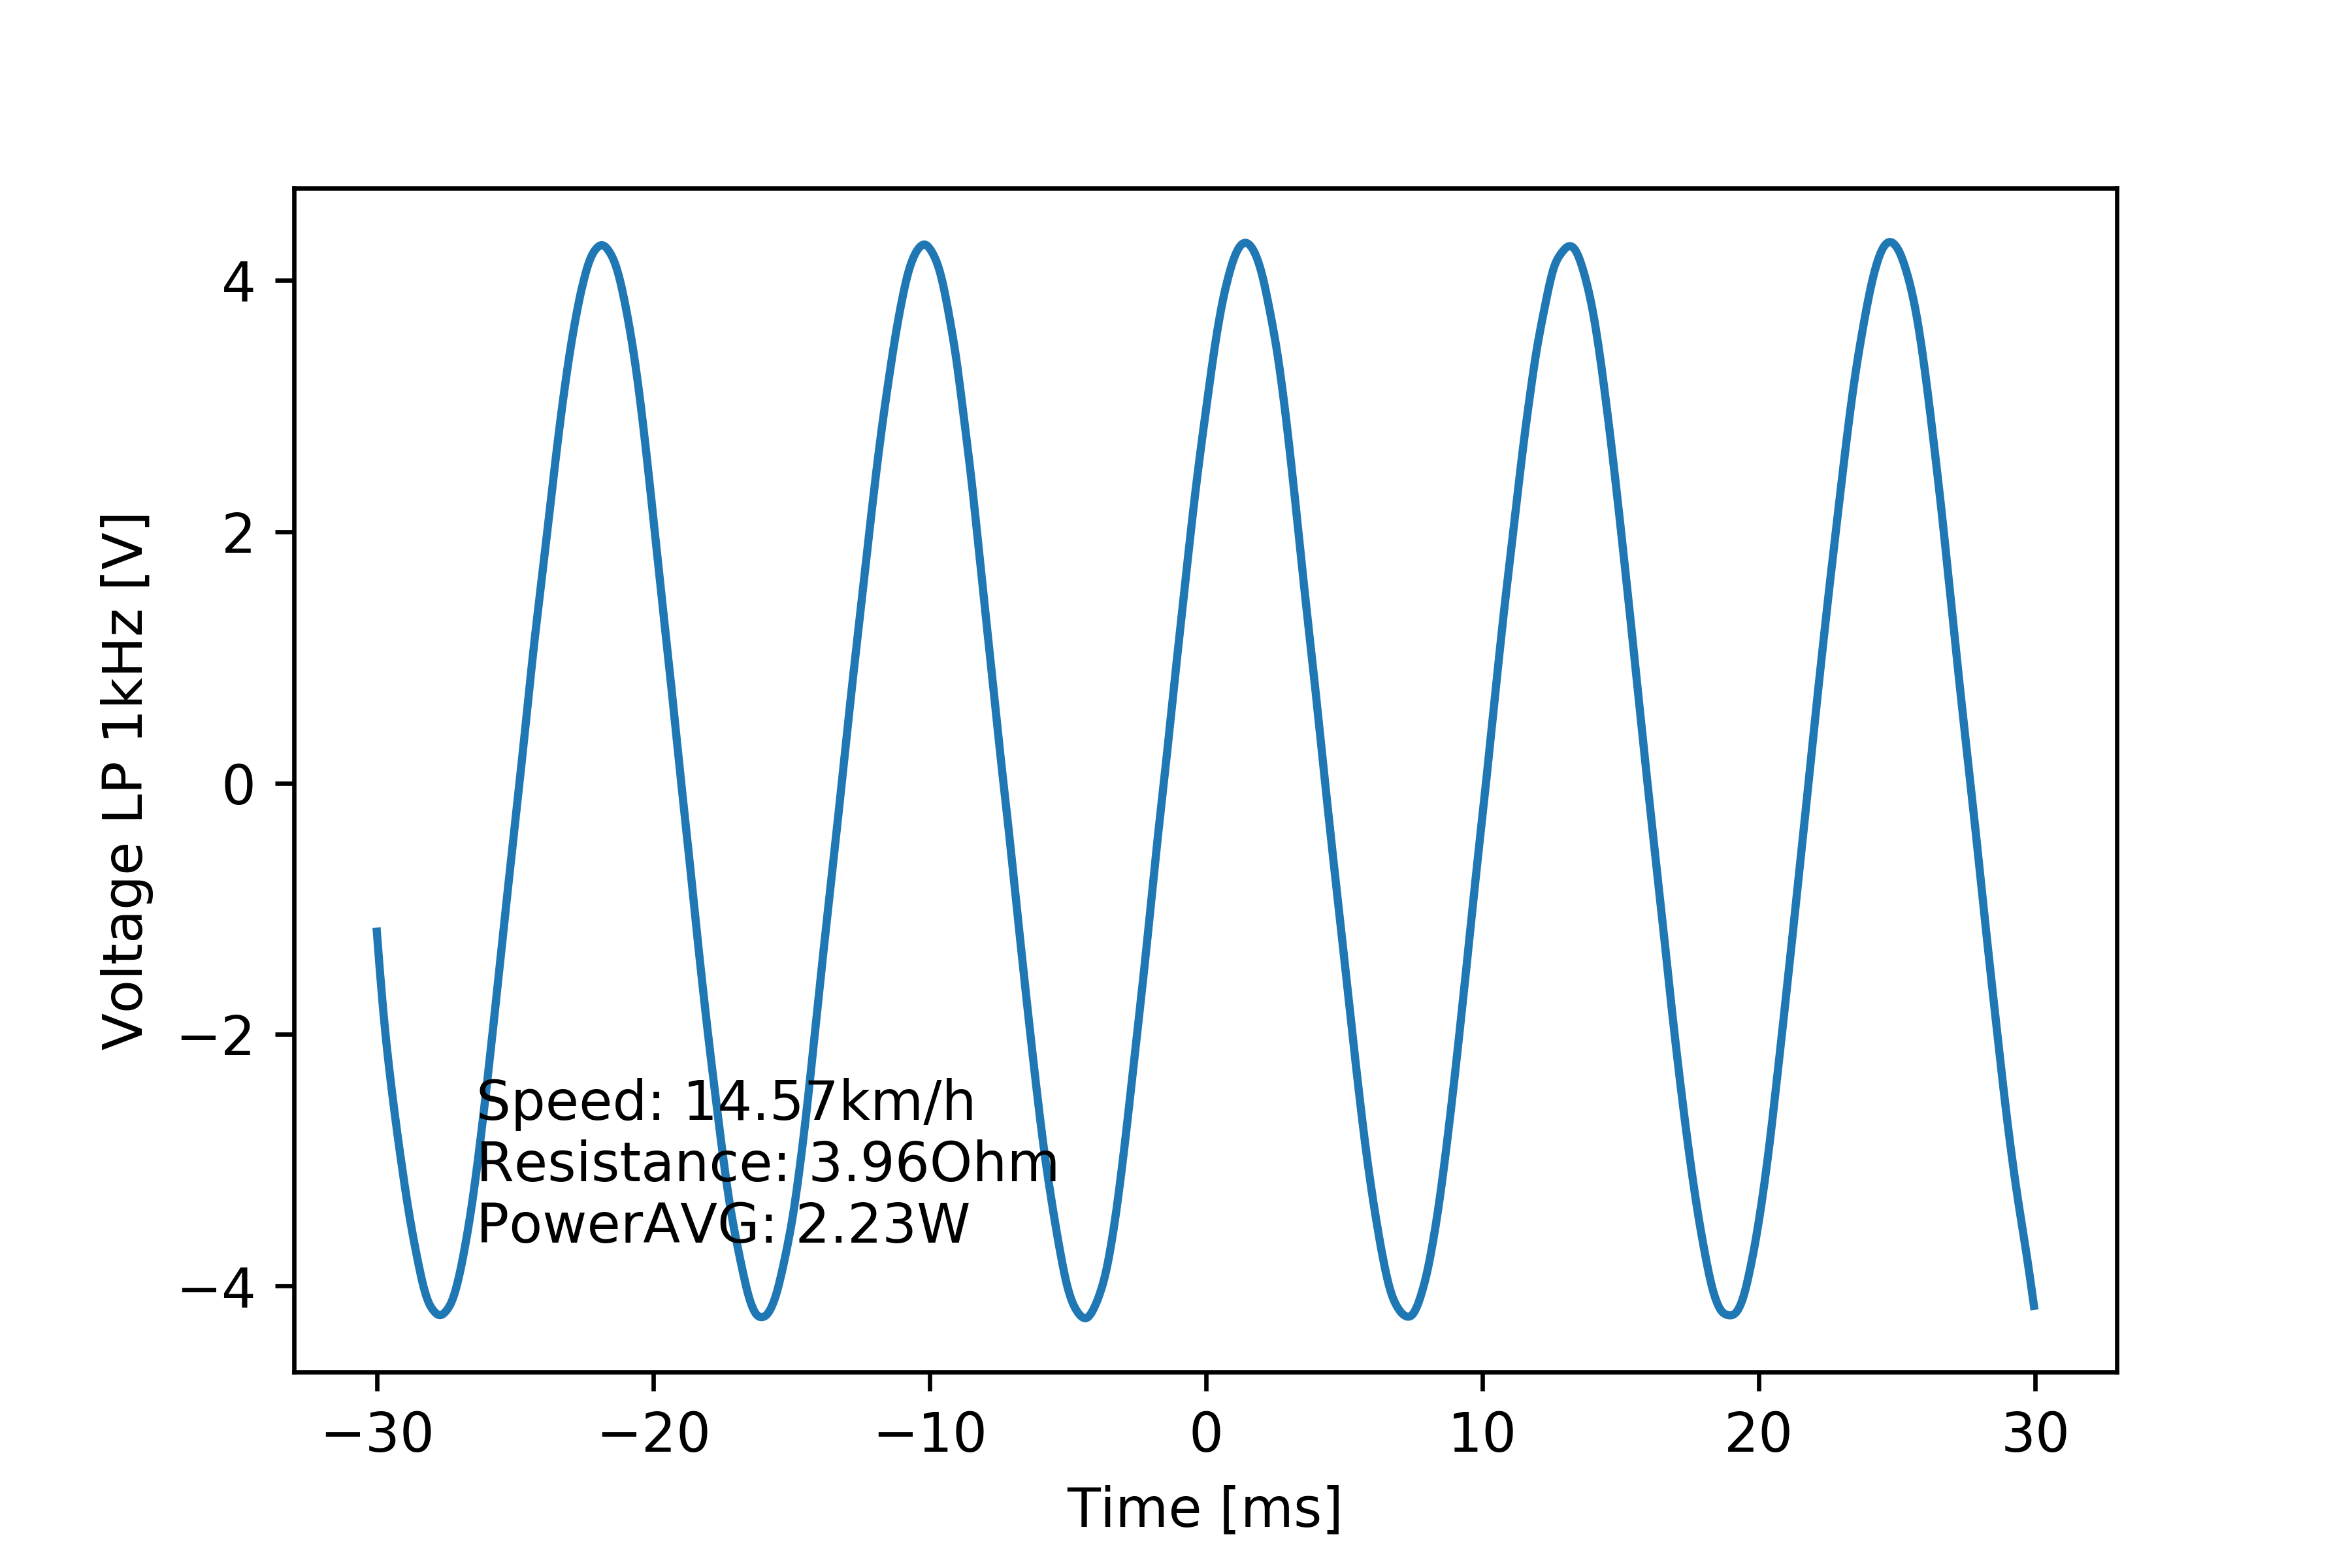 4
2
0
−2
−4
Voltage LP 1kHz [V]
Speed: 14.57km/h
Resistance: 3.96Ohm
PowerAVG: 2.23W
−30 −20 −10 0 10 20 30
Time [ms]